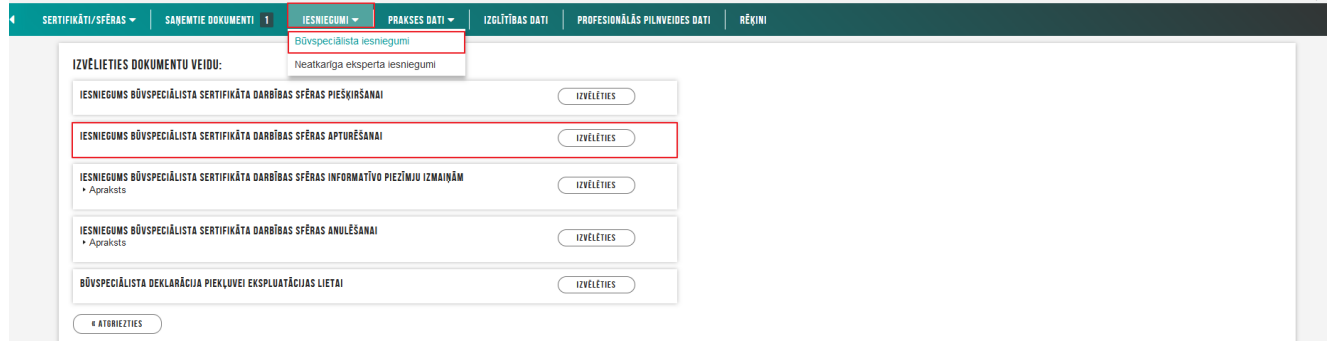 SERTIFIKĀTI/SFĒRAS SAŅEMTIE DOKUMENTI 1 IESNIEGUMI PRAKSES DATI IZGLĪTĪBAS DATI PROFESIONĀLĀS PILNVEIDES DATI RĒĶINI
Būvspeciālista iesniegumi
Neatkarīga eksperta iesniegumi
IZVĒLIETIES DOKUMENTU VEIDU:
IESNIEGUMS BŪVSPECIĀLISTA SERTIFIKĀTA DARBĪBAS SFĒRAS PIEŠĶIRŠANAI IZVĒLĒTIES
IESNIEGUMS BŪVSPECIĀLISTA SERTIFIKĀTA DARBĪBAS SFĒRAS APTURĒŠANAI IZVĒLĒTIES
IESNIEGUMS BŪVSPECIĀLISTA SERTIFIKĀTA DARBĪBAS SFĒRAS INFORMATĪVO PIEZĪMJU IZMAIŅĀM IZVĒLĒTIES
Apraksts
IESNIEGUMS BŪVSPECIĀLISTA SERTIFIKĀTA DARBĪBAS SFĒRAS ANULĒŠANAI IZVĒLĒTIES
Apraksts
BŪVSPECIĀLISTA DEKLARĀCIJA PIEKĻUVEI EKSPLUATĀCIJAS LIETAI IZVĒLĒTIES
« ATGRIEZTIES